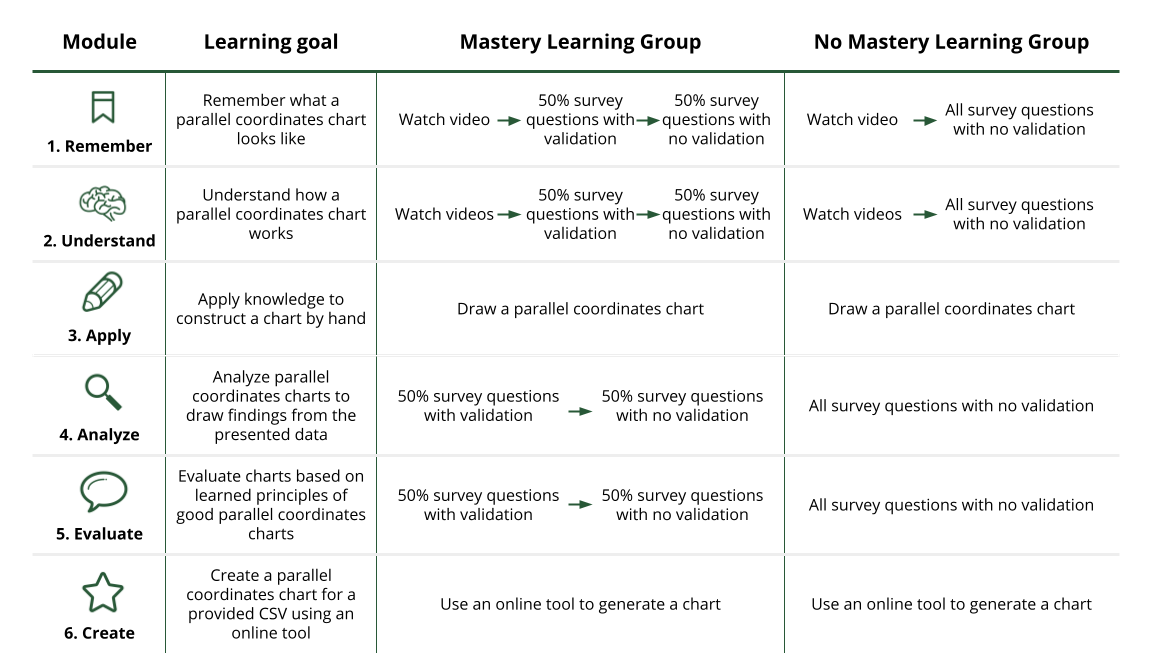 Module
Learning goal
Mastery Learning Group
No Mastery Learning Group
1. Remember
Remember what a
parallel coordinates chart
looks like
Watch video
50% survey
questions with
validation
50% survey
questions with
no validation
Watch video
All survey questions
with no validation
2. Understand
Understand how a
parallel coordinates chart
works
Watch videos
50% survey
questions with
validation
50% survey
questions with
no validation
Watch videos
All survey questions
with no validation
3. Apply
Apply knowledge to
construct a chart by hand
Draw a parallel coordinates chart
Draw a parallel coordinates chart
4. Analyze
Analyze parallel
coordinates charts to
draw findings from the
presented data
50% survey questions
with validation
50% survey questions
with no validation
All survey questions with no validation
5. Evaluate
Evaluate charts based on
learned principles of
good parallel coordinates
charts
50% survey questions
with validation
50% survey questions
with no validation
All survey questions with no validation
6. Create
Create a parallel
coordinates chart for a
provided CSV using an
online tool
Use an online tool to generate a chart
Use an online tool to generate a chart